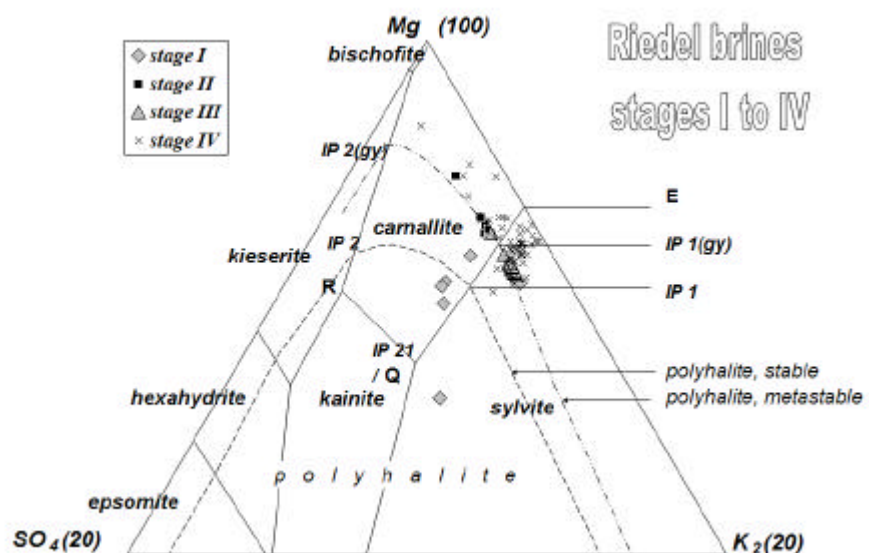 Mg (100)
Riedel brines
stages I to IV
stage I
stage II
stage III
stage IV
bischofite
IP 2(gy)
E
carnallite
IP 1(gy)
kieserite
IP 2
R
IP 1
IP 21
/ Q
polyhalite, stable
hexahydrite
kainite
sylvite
polyhalite, metastable
p o l y h a l i t e
epsomite
SO4(20)
K2(20)